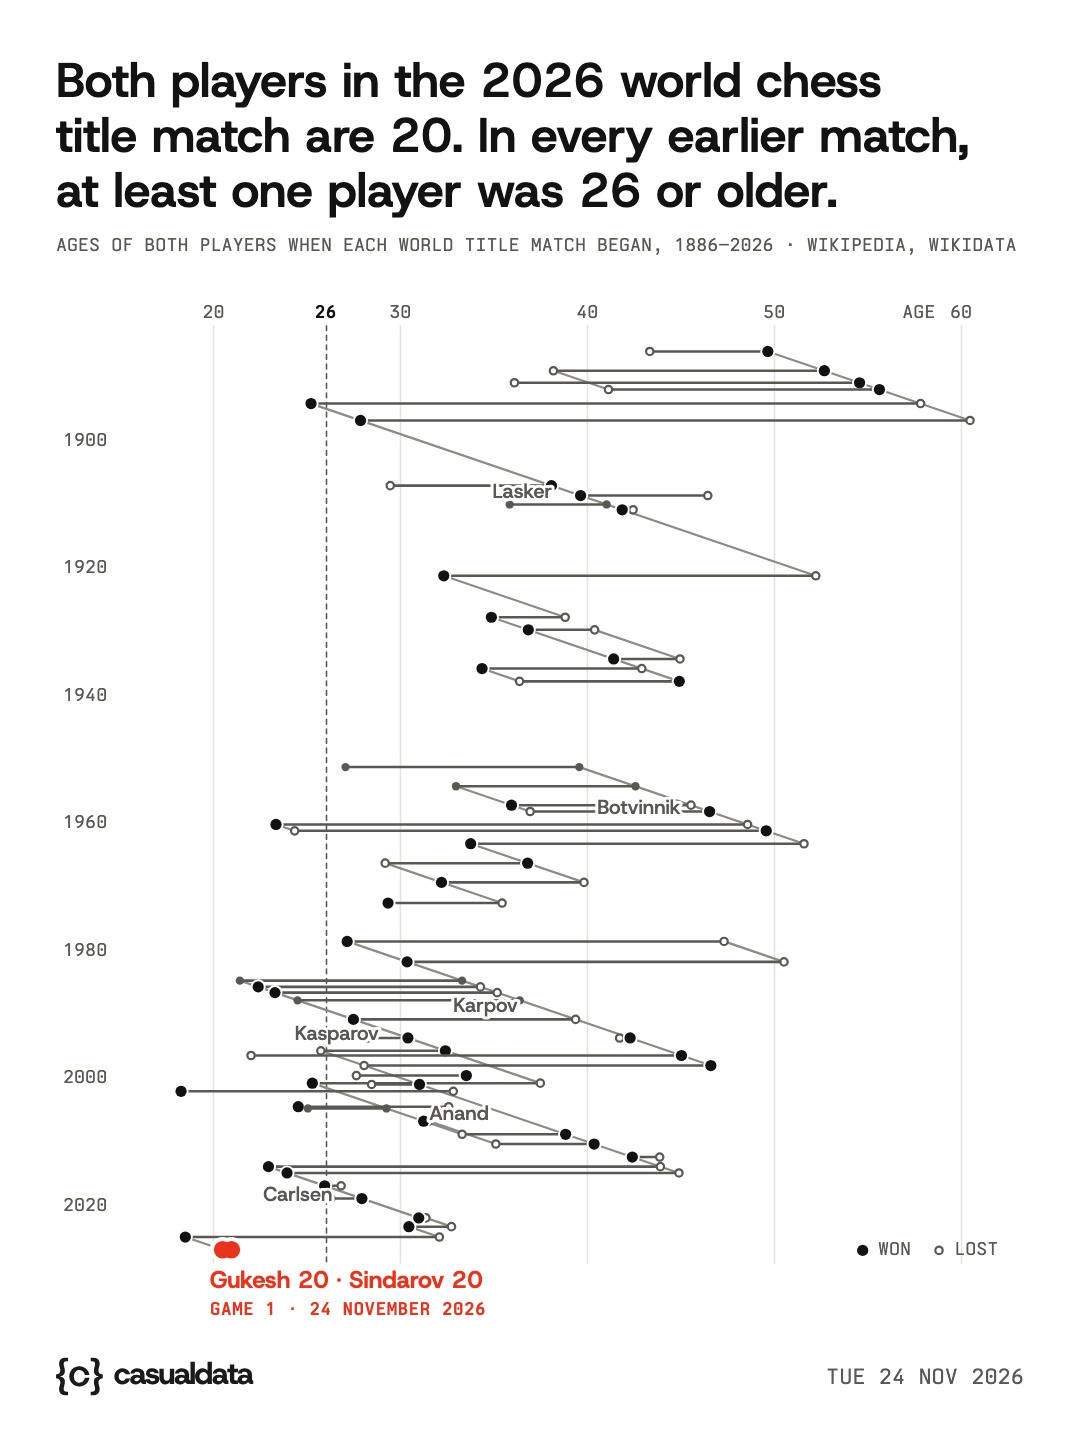 Both players in the 2026 world chess
title match are 20. In every earlier match,
at least one player was 26 or older.
AGES OF BOTH PLAYERS WHEN EACH WORLD TITLE MATCH BEGAN, 1886–2026 · WIKIPEDIA, WIKIDATA
20 26 30 40 50 AGE 60
1900
Lasker
1920
1940
Botvinnik
1960
1980
Karpov
Kasparov
2000
Anand
Carlsen
2020
WON LOST
Gukesh 20 · Sindarov 20
GAME 1 · 24 NOVEMBER 2026
{c} casualdata
TUE 24 NOV 2026